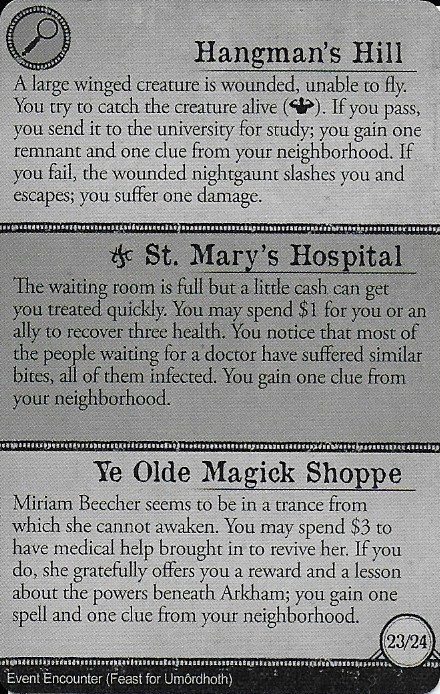 Hangman's Hill
A large winged creature is wounded, unable to fly.
You try to catch the creature alive (). If you pass,
you send it to the university for study; you gain one
remnant and one clue from your neighborhood. If
you fail, the wounded nightgaunt slashes you and
escapes; you suffer one damage.
St. Mary's Hospital
The waiting room is full but a little cash can get
you treated quickly. You may spend $1 for you or an
ally to recover three health. You notice that most of
the people waiting for a doctor have suffered similar
bites, all of them infected. You gain one clue from
your neighborhood.
Ye Olde Magick Shoppe
Miriam Beecher seems to be in a trance from
which she cannot awaken. You may spend $3 to
have medical help brought in to revive her. If you
do, she gratefully offers you a reward and a lesson
about the powers beneath Arkham; you gain one
spell and one clue from your neighborhood.
23/24
Event Encounter (Feast for Umôrdhoth)